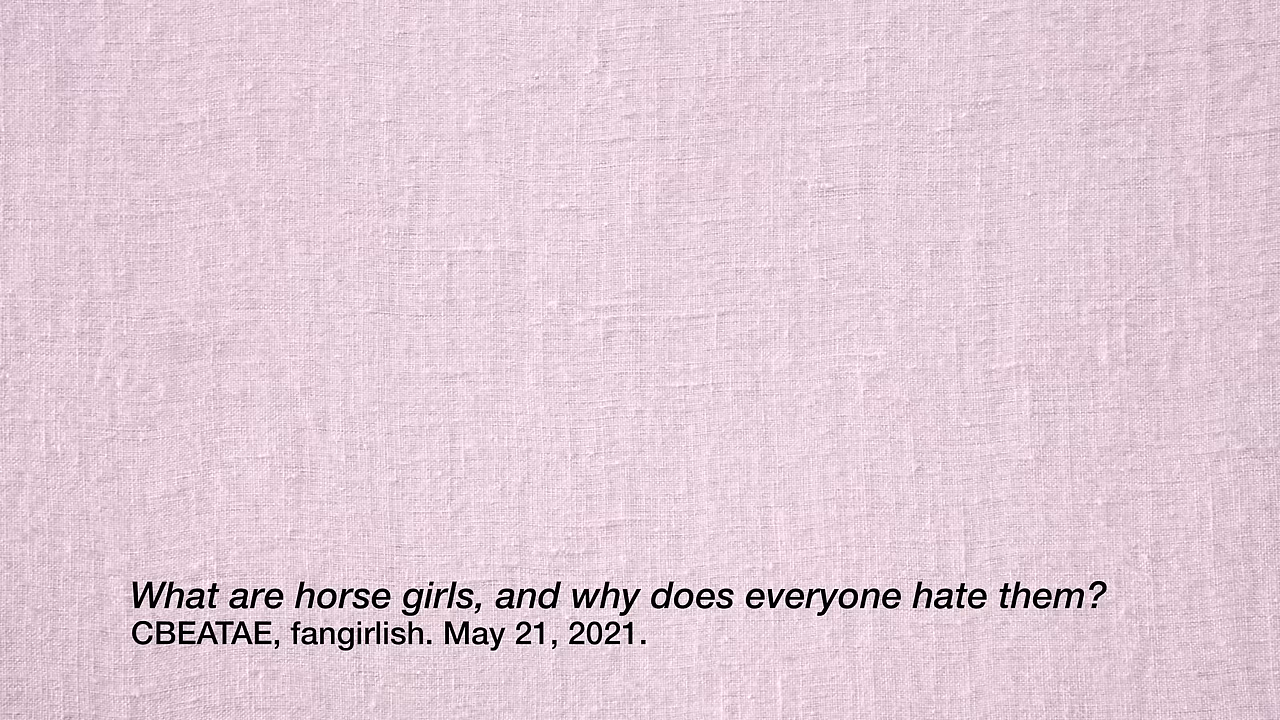 What are horse girls, and why does everyone hate them?
CBEATAE, fangirlish. May 21, 2021.